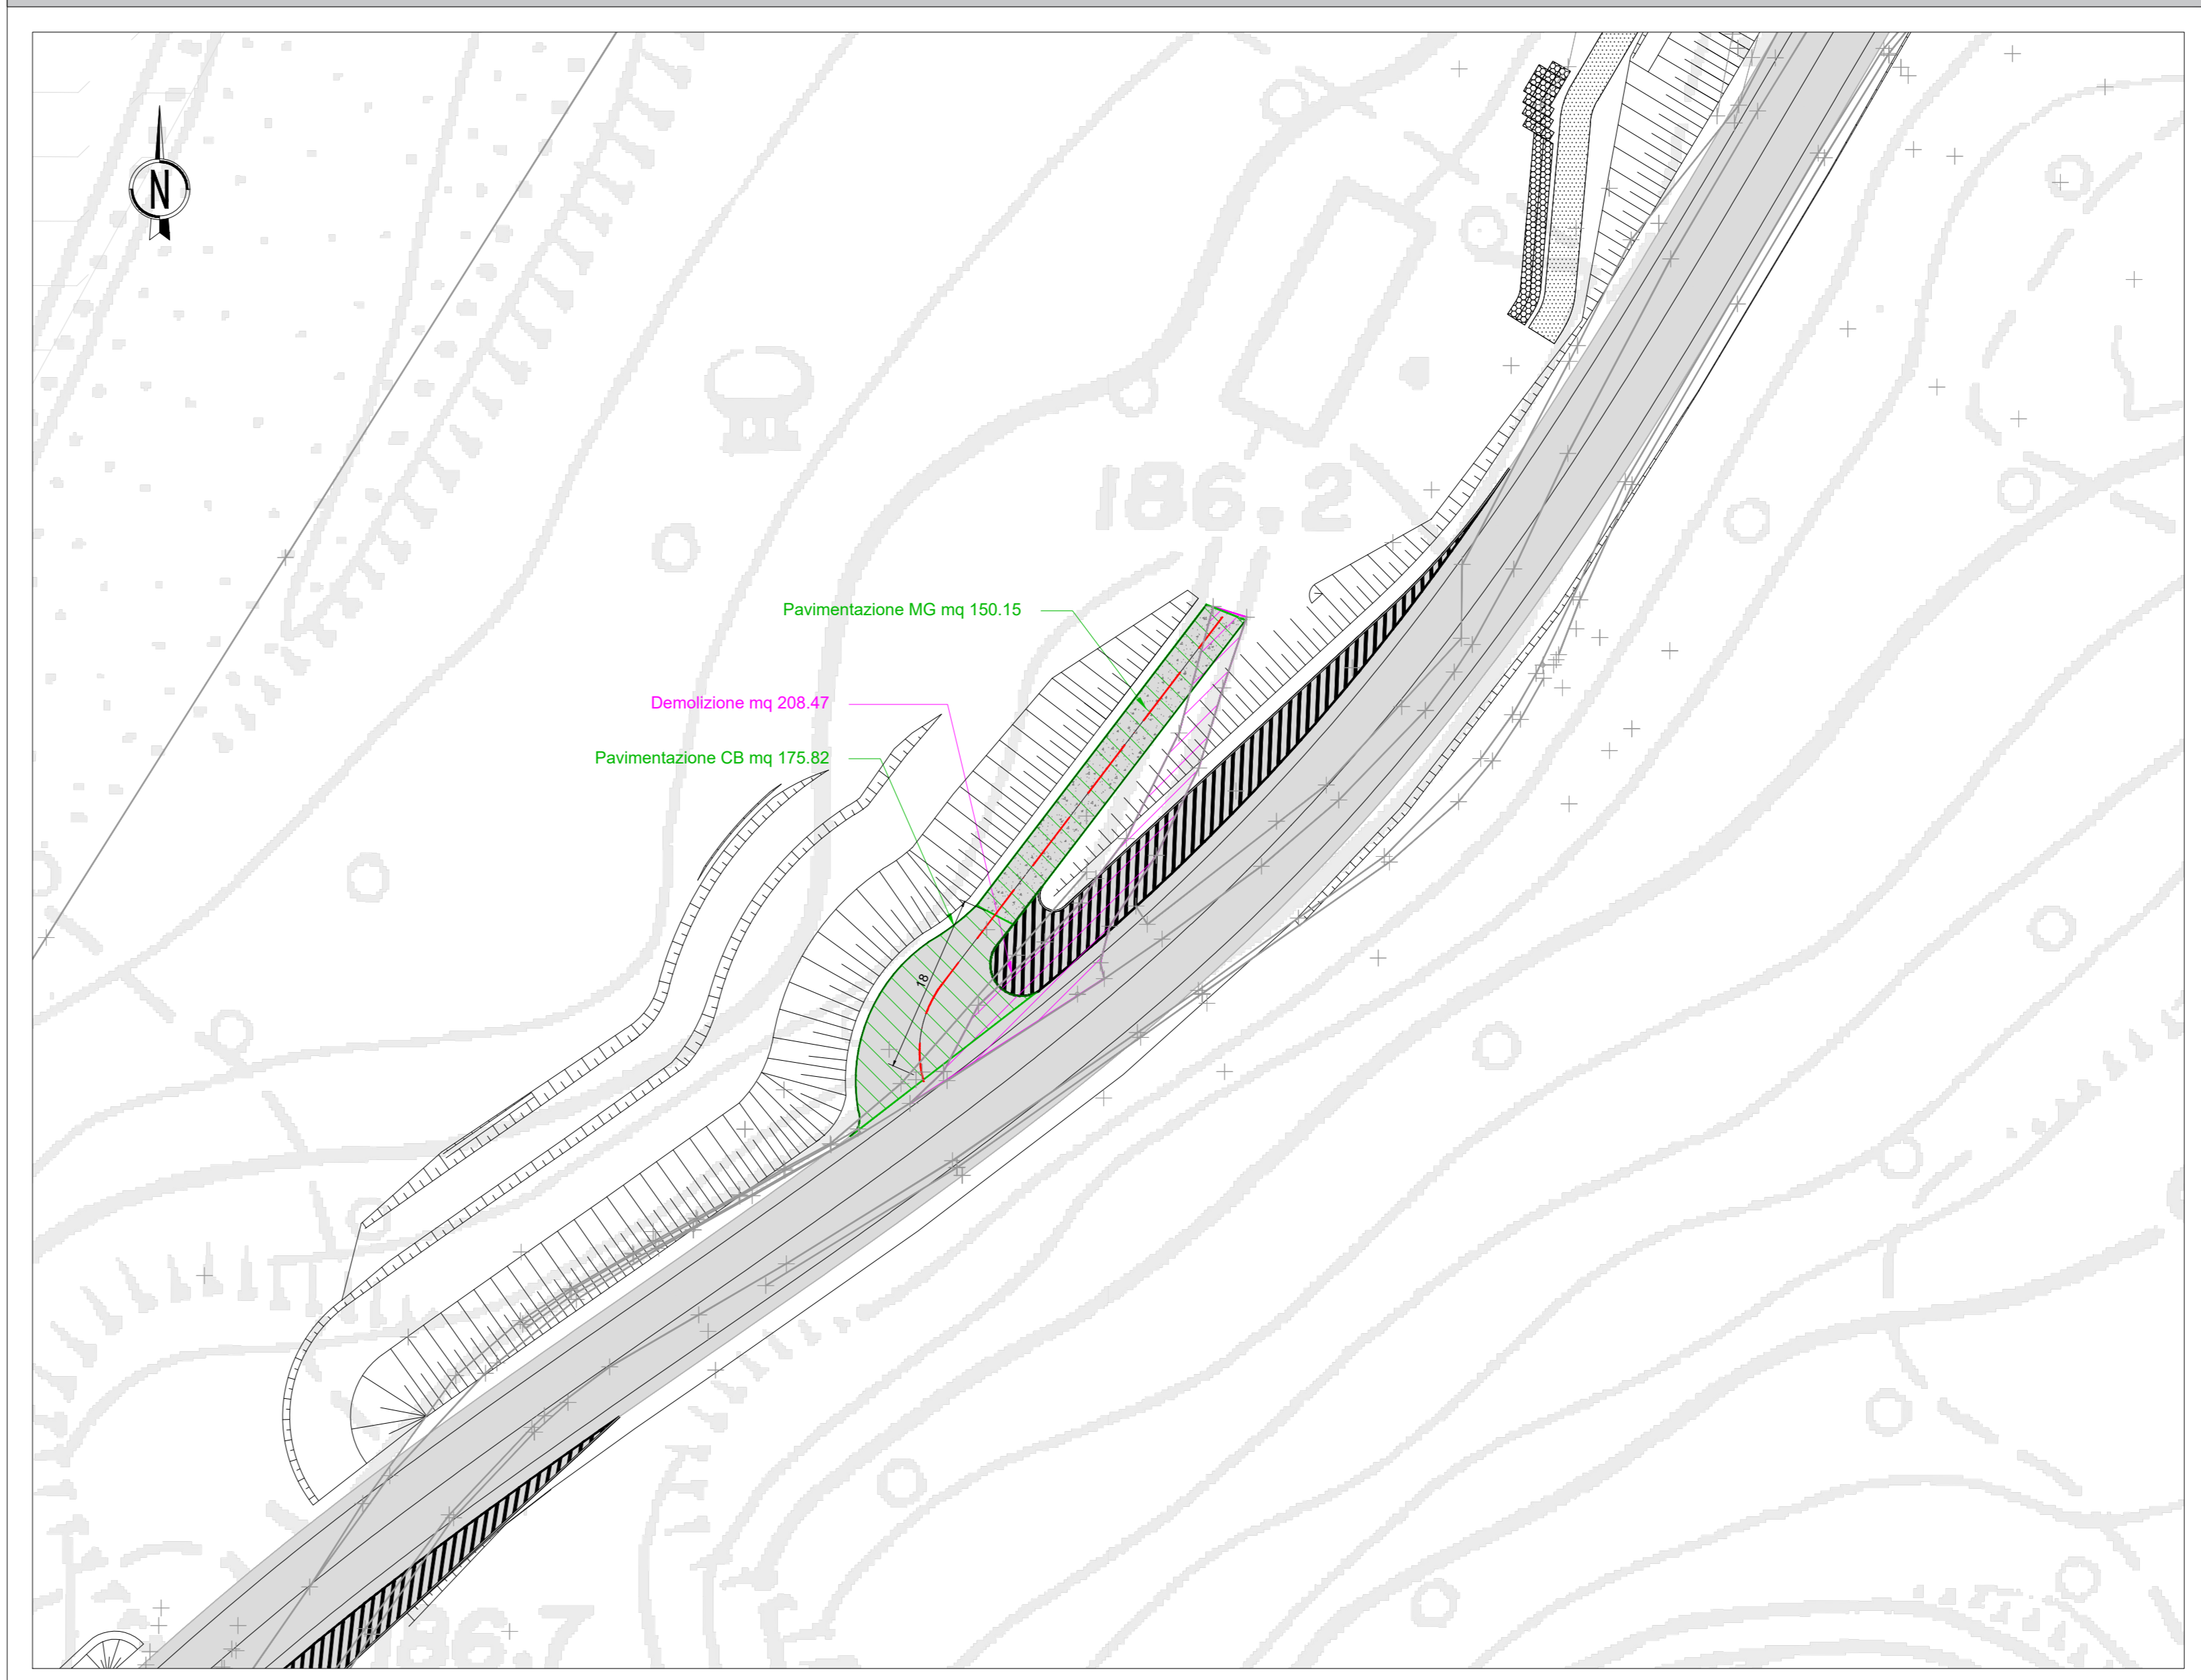 N
186.2
Pavimentazione MG mq 150.15
Demolizione mq 208.47
Pavimentazione CB mq 175.82
18
186.7